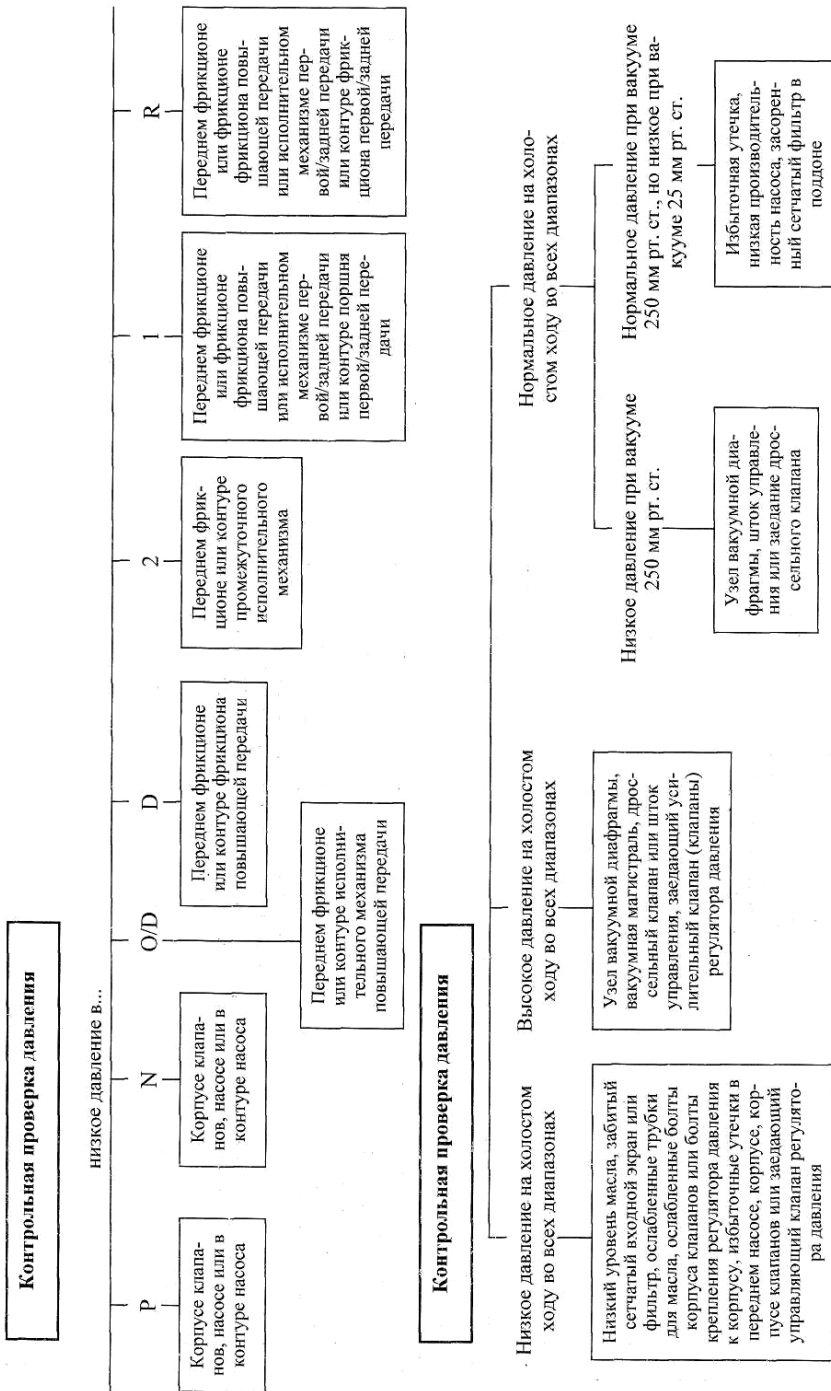 Контрольная проверка давления
низкое давление в...
P
Корпусе клапа-
нов, насосе или в
контуре насоса
N
Корпусе клапа-
нов, насосе или в
контуре насоса
O/D
Переднем фрикционе
или контуре исполни-
тельного механизма
повышающей передачи
D
Переднем фрикционе
или контуре фрикциона
повышающей передачи
2
Переднем фрик-
ционе или контуре
промежуточного
исполнительного
механизма
1
Переднем фрикционе
или фрикционе
фрикциона повы-
шающей передачи
или исполнительном
механизме пер-
вой/задней передачи
или контуре поршня
первой/задней пере-
дачи
R
Переднем фрикционе
или фрикционе
фрикциона повы-
шающей передачи
или исполнительном
механизме пер-
вой/задней передачи
или контуре фрик-
циона первой/задней
передачи
Контрольная проверка давления
Низкое давление на холостом
ходу во всех диапазонах
Низкий уровень масла, забитый
сетчатый входной экран или
фильтр, ослабленные трубки
для масла, ослабленные болты
корпуса клапанов или болты
крепления регулятора давления
к корпусу, избыточные утечки в
переднем насосе, корпусе, кор-
пусе клапанов или заедающий
управляющий клапан регулято-
ра давления
Высокое давление на холостом
ходу во всех диапазонах
Узел вакуумной диафрагмы,
вакуумная магистраль, дрос-
сельный клапан или шток
управления, заедающий уси-
лительный клапан (клапаны)
регулятора давления
Нормальное давление на холо-
стом ходу во всех диапазонах
Низкое давление при вакууме
250 мм рт. ст.
Узел вакуумной диа-
фрагмы, шток управле-
ния или заедание дрос-
сельного клапана
Нормальное давление при вакууме
250 мм рт. ст., но низкое при ва-
кууме 25 мм рт. ст.
Избыточная утечка,
низкая производитель-
ность насоса, засорен-
ный сетчатый фильтр в
поддоне